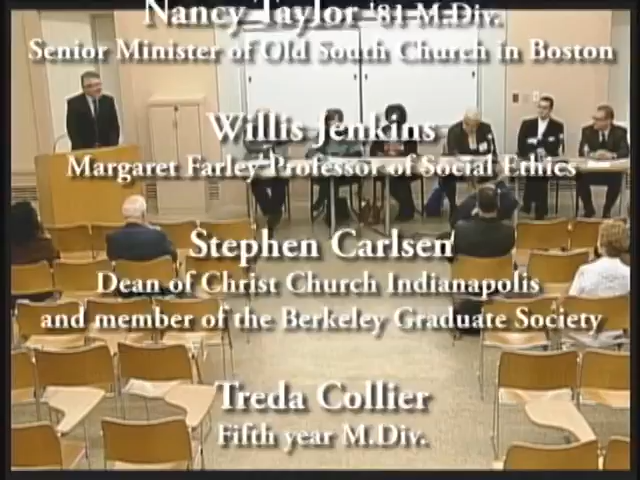 Nancy Taylor '81 M.Div.
Senior Minister of Old South Church in Boston
Willis Jenkins
Margaret Farley Professor of Social Ethics
Stephen Carlsen
Dean of Christ Church Indianapolis
and member of the Berkeley Graduate Society
Treda Collier
Fifth year M.Div.